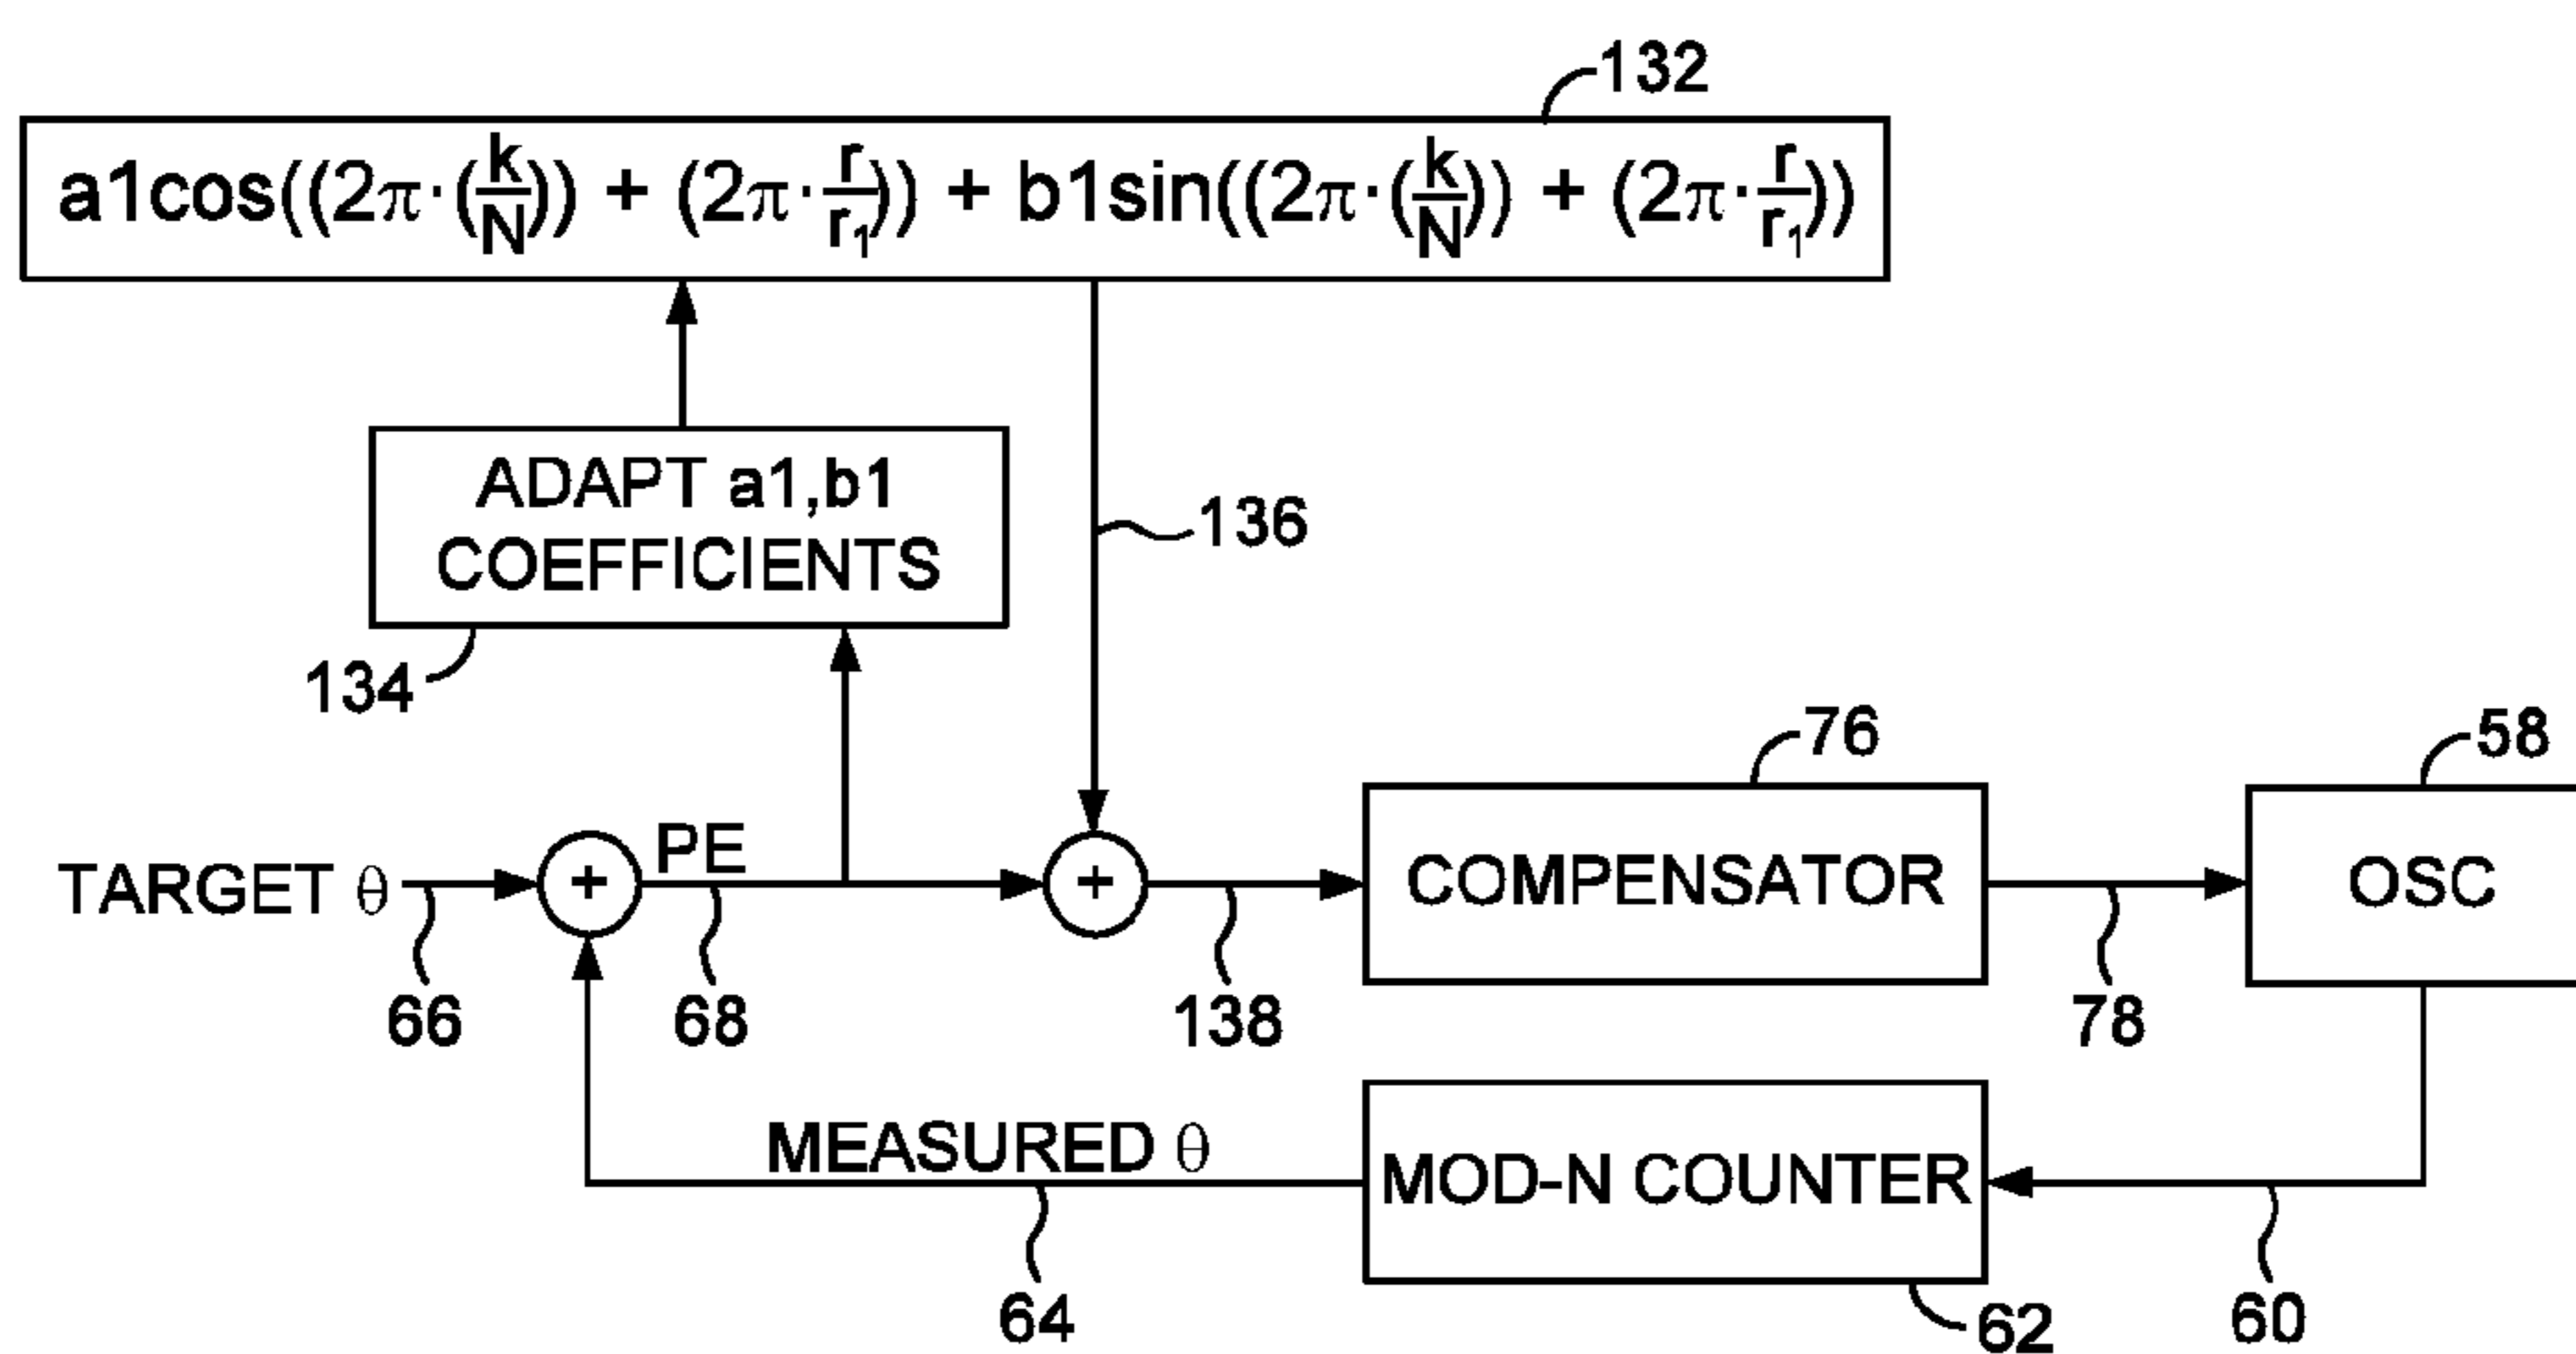 132
a1cos((2π·(k/N)) + (2π·r/r₁)) + b1sin((2π·(k/N)) + (2π·r/r₁))
ADAPT a1,b1
COEFFICIENTS
136
134
76
58
TARGET θ
+
PE
+
COMPENSATOR
OSC
66
68
138
78
MEASURED θ
MOD-N COUNTER
64
62
60